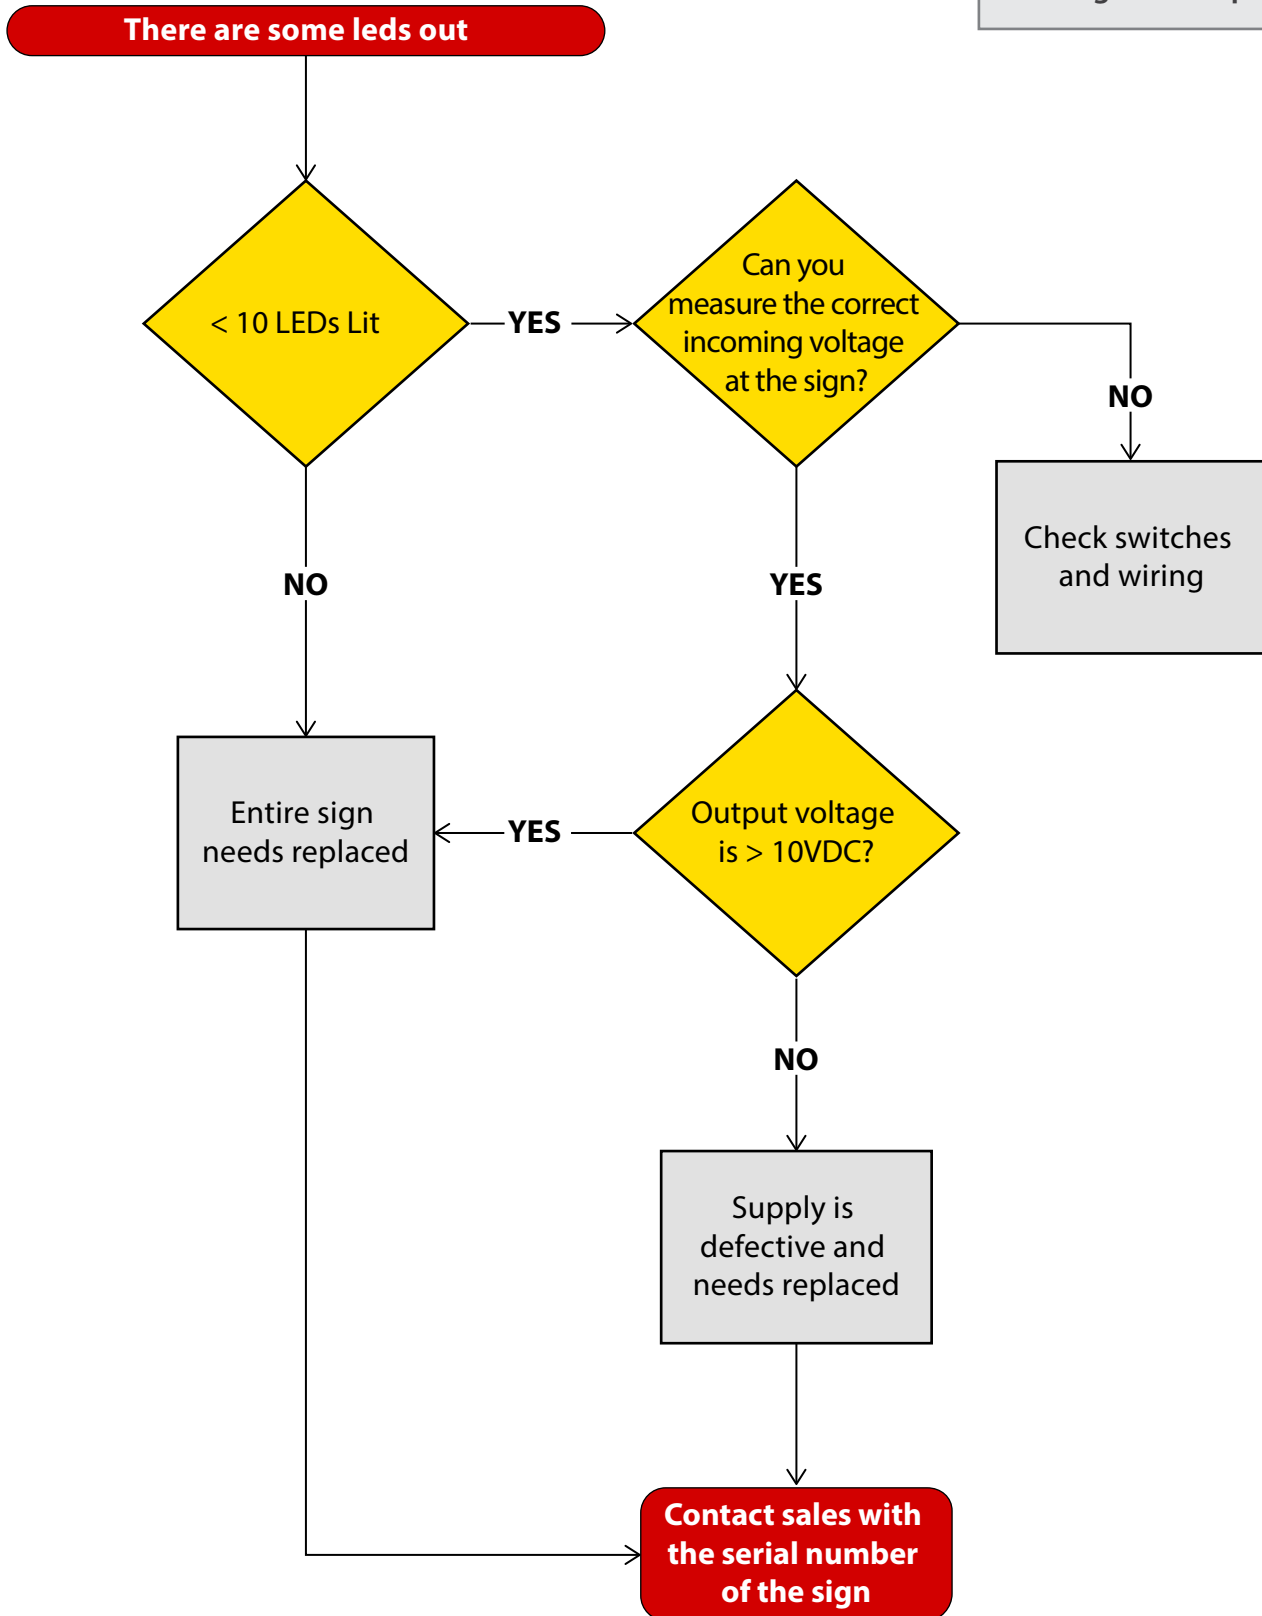 There are some leds out
< 10 LEDs Lit
YES
Can you
measure the correct
incoming voltage
at the sign?
NO
Check switches
and wiring
NO
YES
Entire sign
needs replaced
YES
Output voltage
is > 10VDC?
NO
Supply is
defective and
needs replaced
Contact sales with
the serial number
of the sign